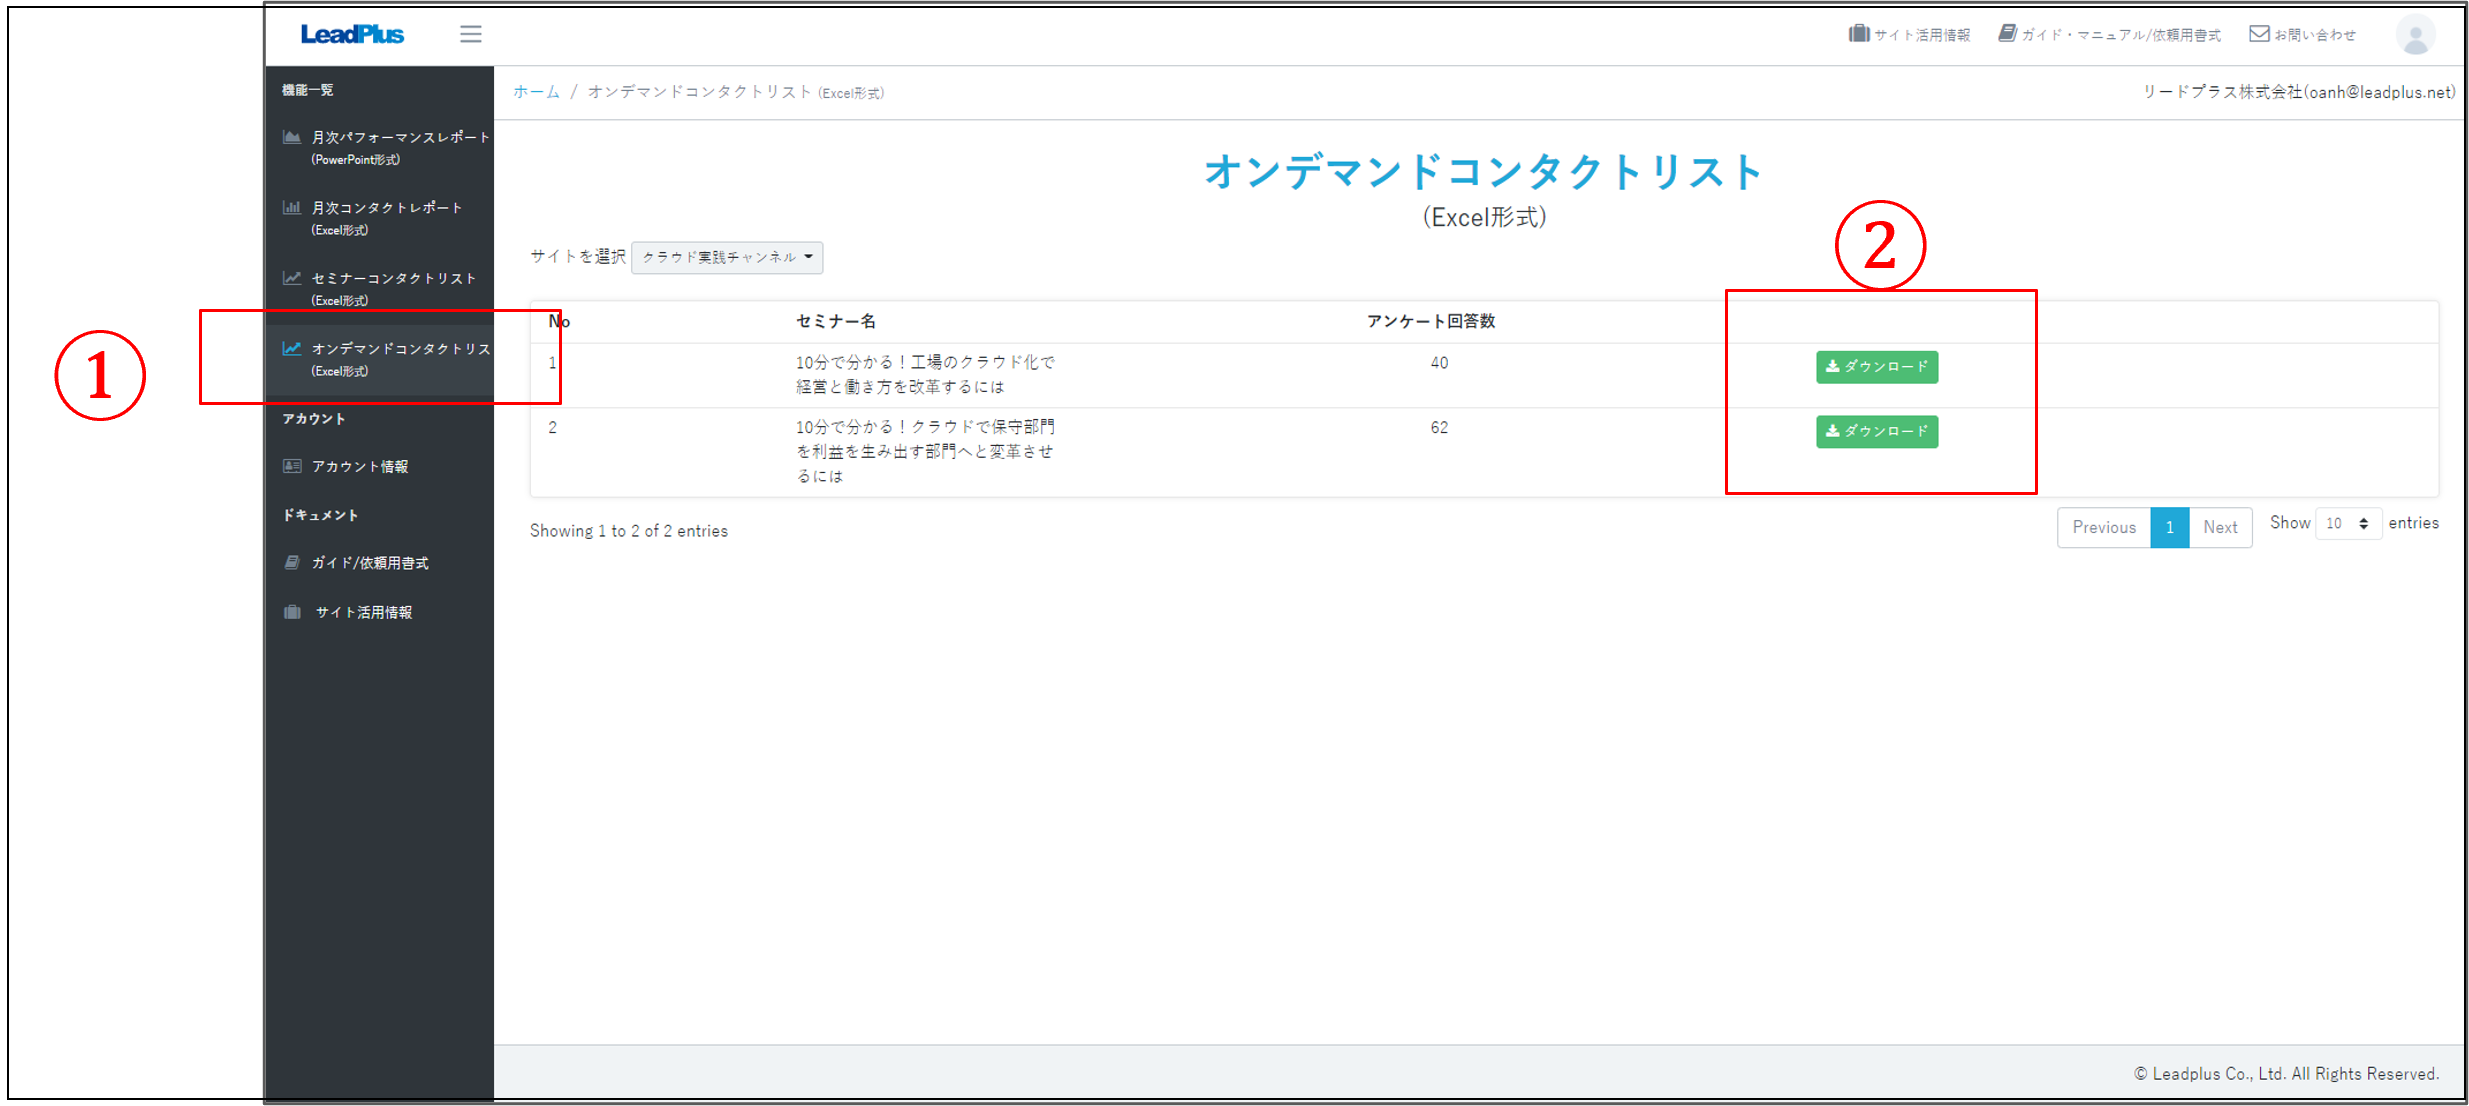 LeadPlus
サイト活用情報
ガイド・マニュアル/依頼用書式
お問い合わせ
機能一覧
月次パフォーマンスレポート
(PowerPoint形式)
月次コンタクトレポート
(Excel形式)
セミナーコンタクトリスト
(Excel形式)
オンデマンドコンタクトリス
(Excel形式)
アカウント
アカウント情報
ドキュメント
ガイド/依頼用書式
サイト活用情報
①
ホーム / オンデマンドコンタクトリスト (Excel形式)
リードプラス株式会社(oanh@leadplus.net)
オンデマンドコンタクトリスト
(Excel形式)
サイトを選択 クラウド実践チャンネル
②
No セミナー名 アンケート回答数
1 10分で分かる！工場のクラウド化で 40 ダウンロード
経営と働き方を改革するには
2 10分で分かる！クラウドで保守部門 62 ダウンロード
を利益を生み出す部門へと変革させ
るには
Showing 1 to 2 of 2 entries
Previous 1 Next Show 10 entries
© Leadplus Co., Ltd. All Rights Reserved.